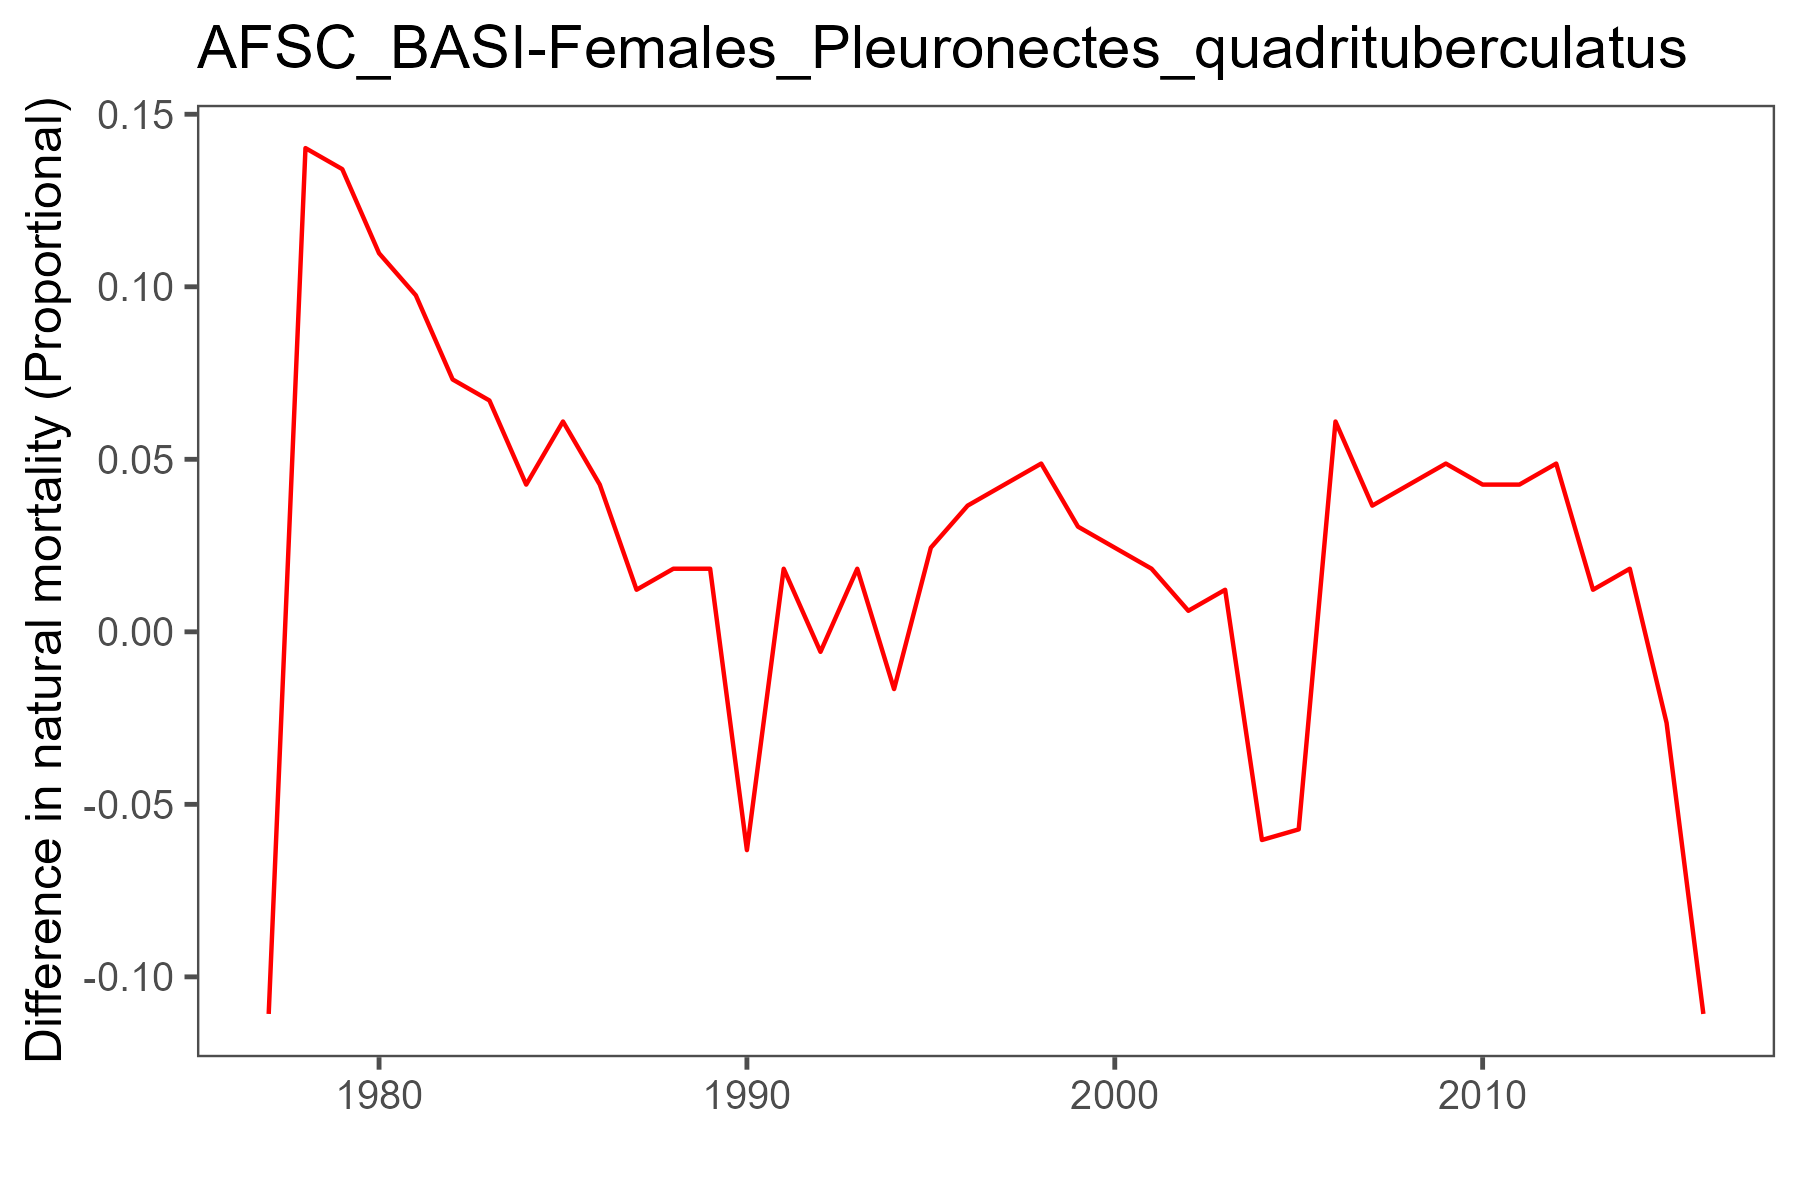 AFSC_BASI-Females_Pleuronectes_quadrituberculatus
Difference in natural mortality (Proportional)
0.15
0.10
0.05
0.00
-0.05
-0.10
1980 1990 2000 2010